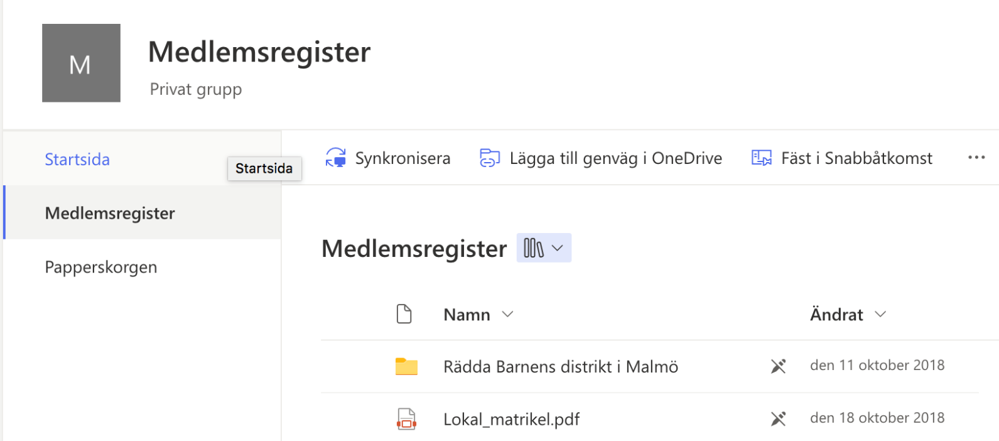 M
Medlemsregister
Privat grupp
Startsida
Startsida
Medlemsregister
Papperskorgen
Synkronisera Lägga till genväg i OneDrive Fäst i Snabbåtkomst ···
Medlemsregister
Namn Ändrat
Rädda Barnens distrikt i Malmö den 11 oktober 2018
Lokal_matrikel.pdf den 18 oktober 2018